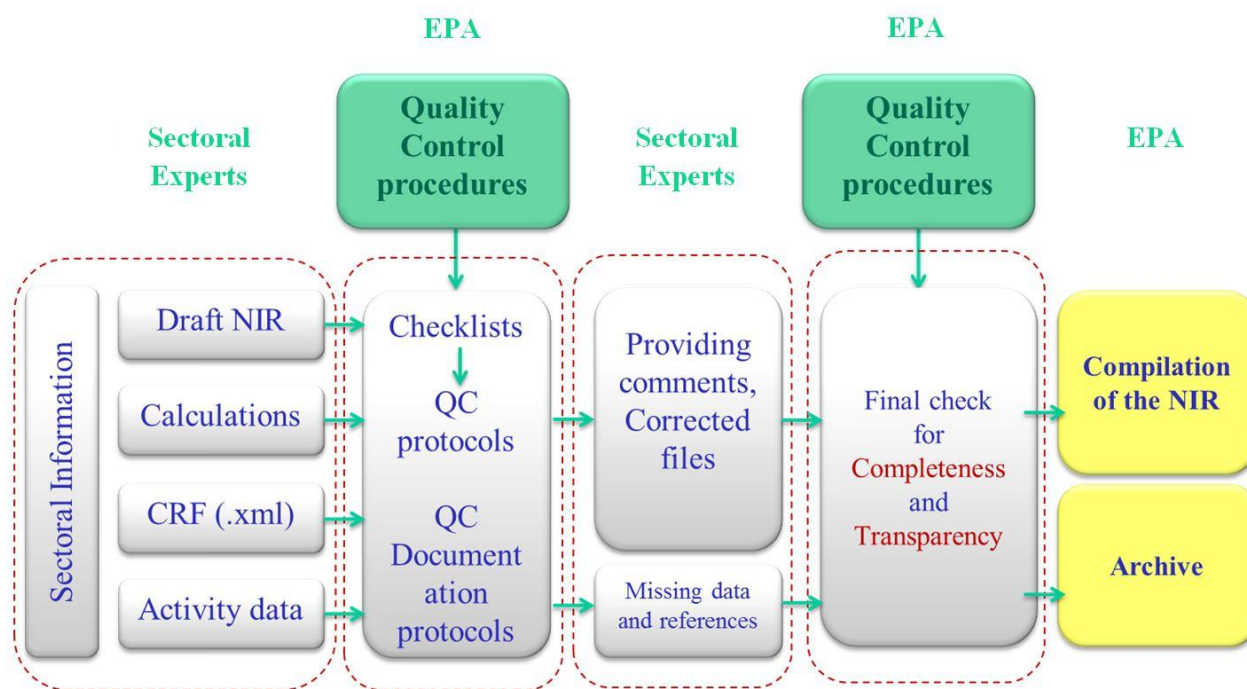 EPA
EPA
Quality
Control
procedures
Quality
Control
procedures
Sectoral
Experts
Sectoral
Experts
EPA
Sectoral Information
Draft NIR
Calculations
CRF (.xml)
Activity data
Checklists
QC
protocols
QC
Document
ation
protocols
Providing
comments,
Corrected
files
Missing data
and references
Final check
for
Completeness
and
Transparency
Compilation
of the NIR
Archive